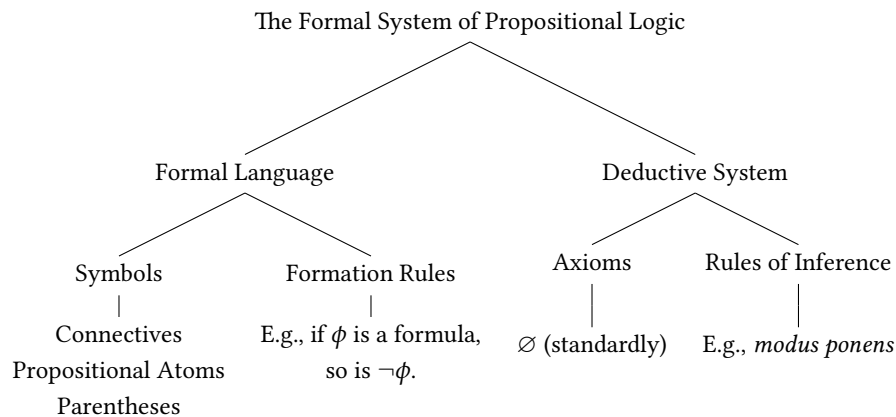 The Formal System of Propositional Logic
Formal Language
Deductive System
Symbols
Formation Rules
Axioms
Rules of Inference
Connectives
Propositional Atoms
Parentheses
E.g., if ϕ is a formula,
so is ¬ϕ.
∅ (standardly)
E.g., modus ponens